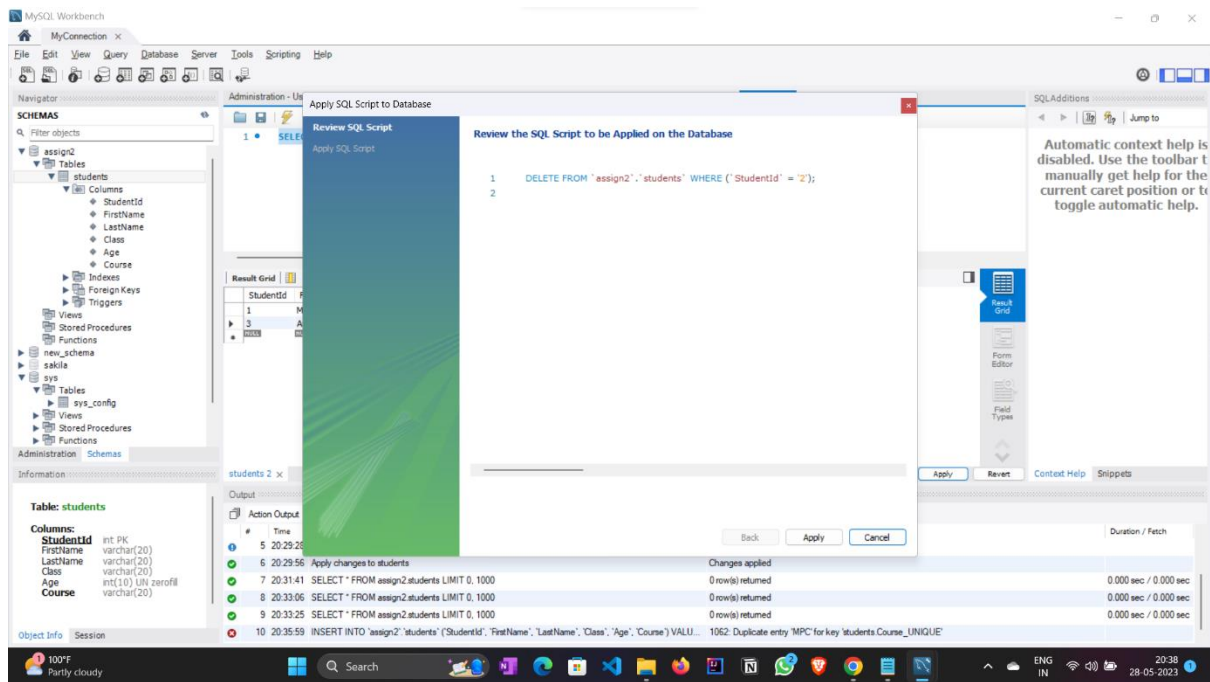 MySQL Workbench
MyConnection ×
File Edit View Query Database Server Tools Scripting Help
Navigator
SCHEMAS
Filter objects
assign2
Tables
students
Columns
StudentId
FirstName
LastName
Class
Age
Course
Indexes
Foreign Keys
Triggers
Views
Stored Procedures
Functions
new_schema
sakila
sys
Tables
sys_config
Views
Stored Procedures
Functions
Administration Schemas
Information
Table: students
Columns:
StudentId int PK
FirstName varchar(20)
LastName varchar(20)
Class varchar(20)
Age int(10) UN zerofill
Course varchar(20)
Object Info Session
Administration - Us
1 SELE
Result Grid
StudentId F
1 M
3 A
NULL
students 2 ×
Apply SQL Script to Database
Review SQL Script
Apply SQL Script
Review the SQL Script to be Applied on the Database
1 DELETE FROM `assign2`.`students` WHERE (`StudentId` = '2');
2
Back Apply Cancel
Result Grid
Form Editor
Field Types
Apply Revert
SQLAdditions
Jump to
Automatic context help is
disabled. Use the toolbar t
manually get help for the
current caret position or to
toggle automatic help.
Context Help Snippets
Output
Action Output
# Time Duration / Fetch
5 20:29:28
6 20:29:56 Apply changes to students Changes applied
7 20:31:41 SELECT * FROM assign2.students LIMIT 0, 1000 0 row(s) returned 0.000 sec / 0.000 sec
8 20:33:06 SELECT * FROM assign2.students LIMIT 0, 1000 0 row(s) returned 0.000 sec / 0.000 sec
9 20:33:25 SELECT * FROM assign2.students LIMIT 0, 1000 0 row(s) returned 0.000 sec / 0.000 sec
10 20:35:59 INSERT INTO `assign2`.`students` (`StudentId`, `FirstName`, `LastName`, `Class`, `Age`, `Course`) VALU... 1062: Duplicate entry 'MPC' for key 'students.Course_UNIQUE'
100°F
Partly cloudy
Search
ENG
IN
20:38
28-05-2023